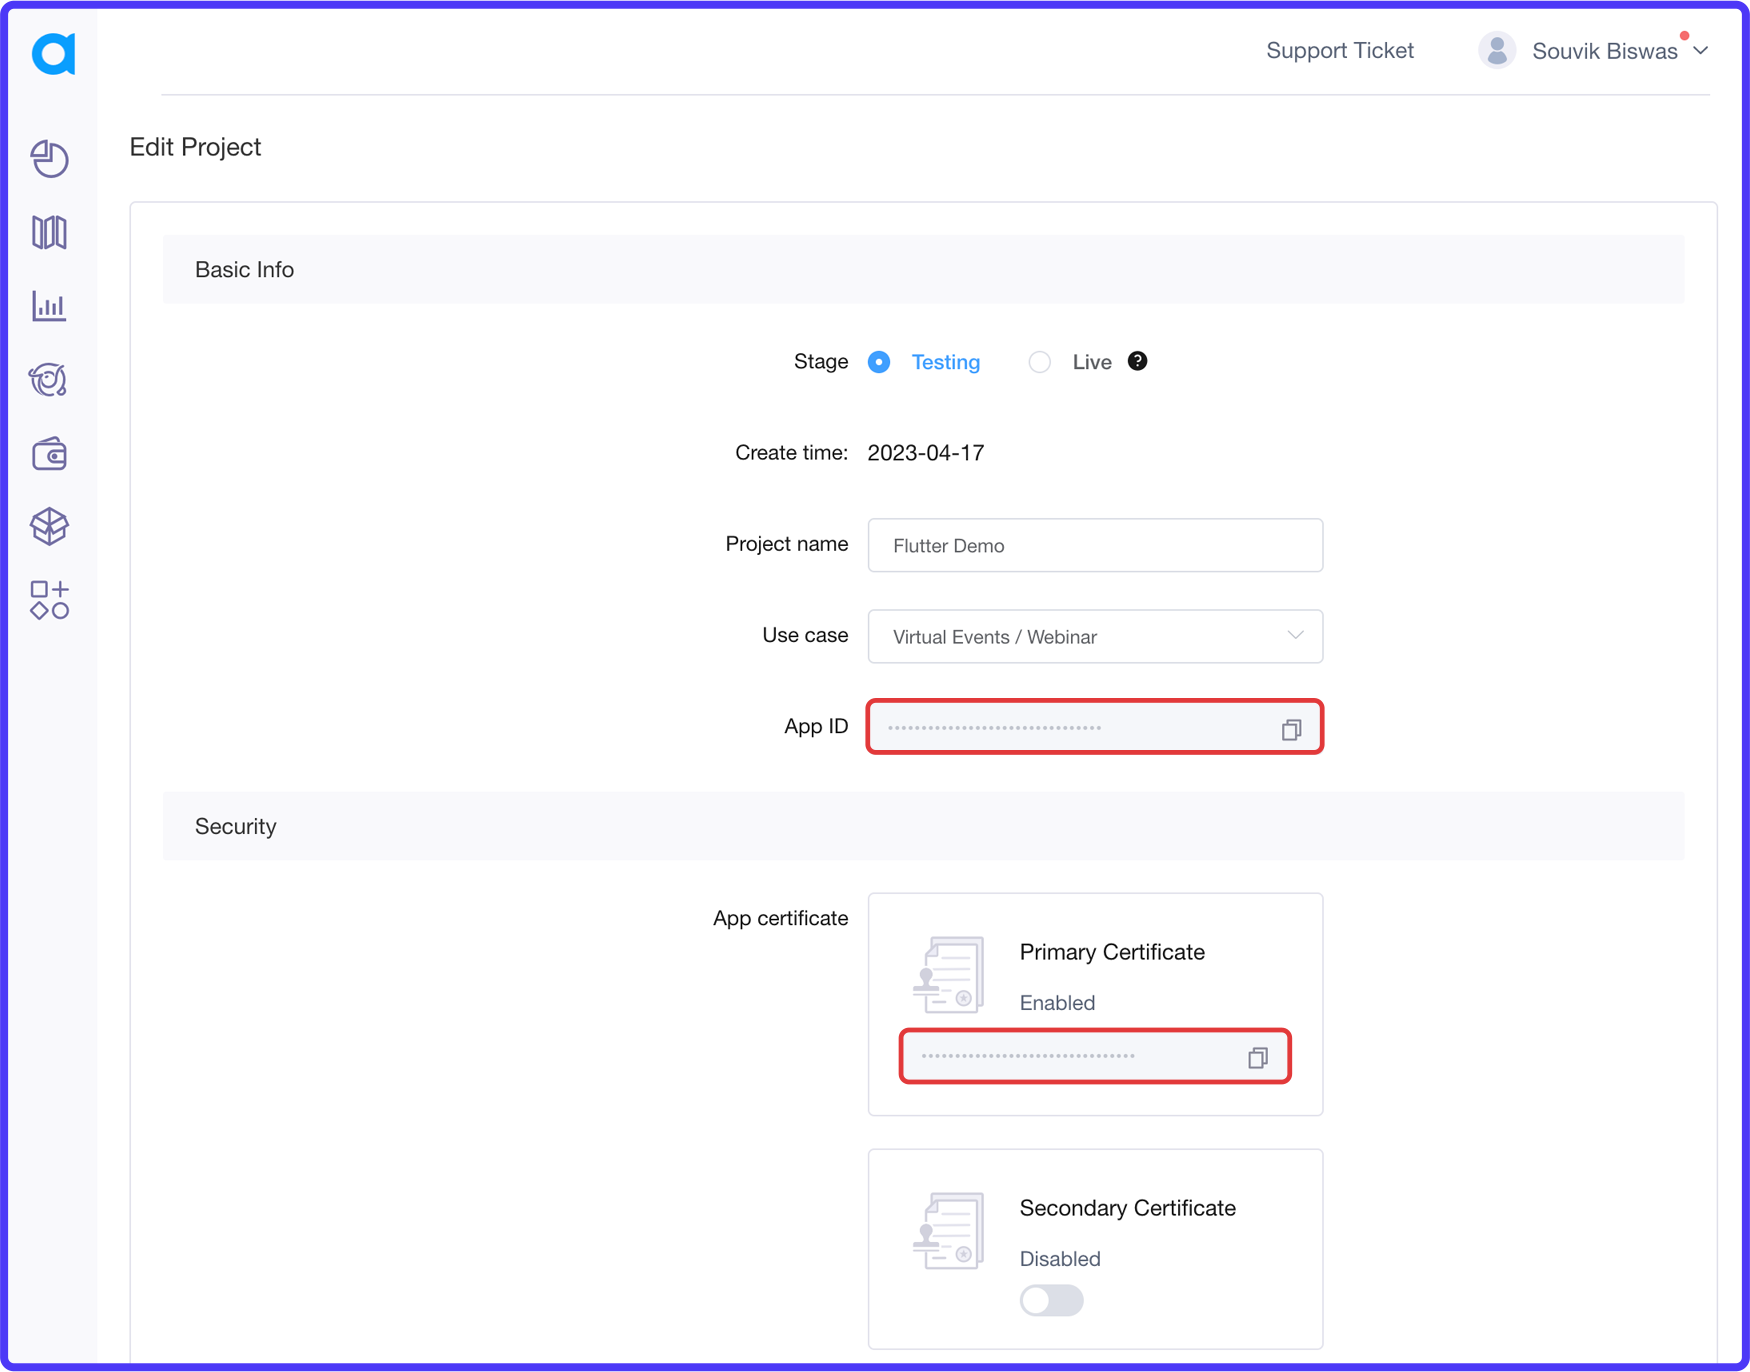 Support Ticket
Souvik Biswas
Edit Project
Basic Info
Stage Testing Live ?
Create time: 2023-04-17
Project name Flutter Demo
Use case Virtual Events / Webinar
App ID
Security
App certificate
Primary Certificate
Enabled
Secondary Certificate
Disabled